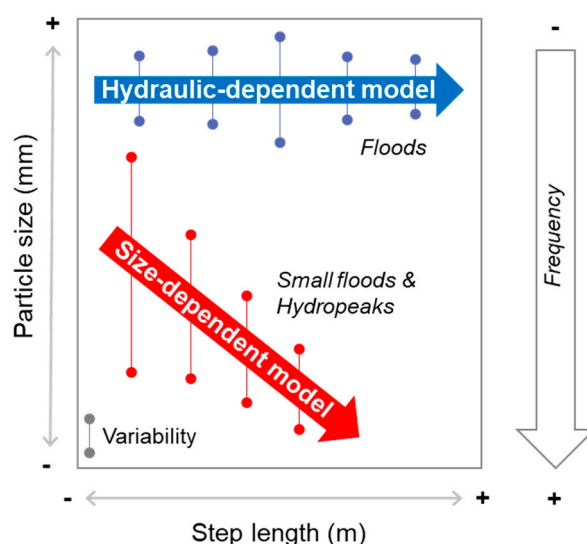 +
-
Hydraulic-dependent model
Floods
Particle size (mm)
Frequency
Size-dependent model
Small floods &
Hydropeaks
Variability
-
-
+
+
Step length (m)